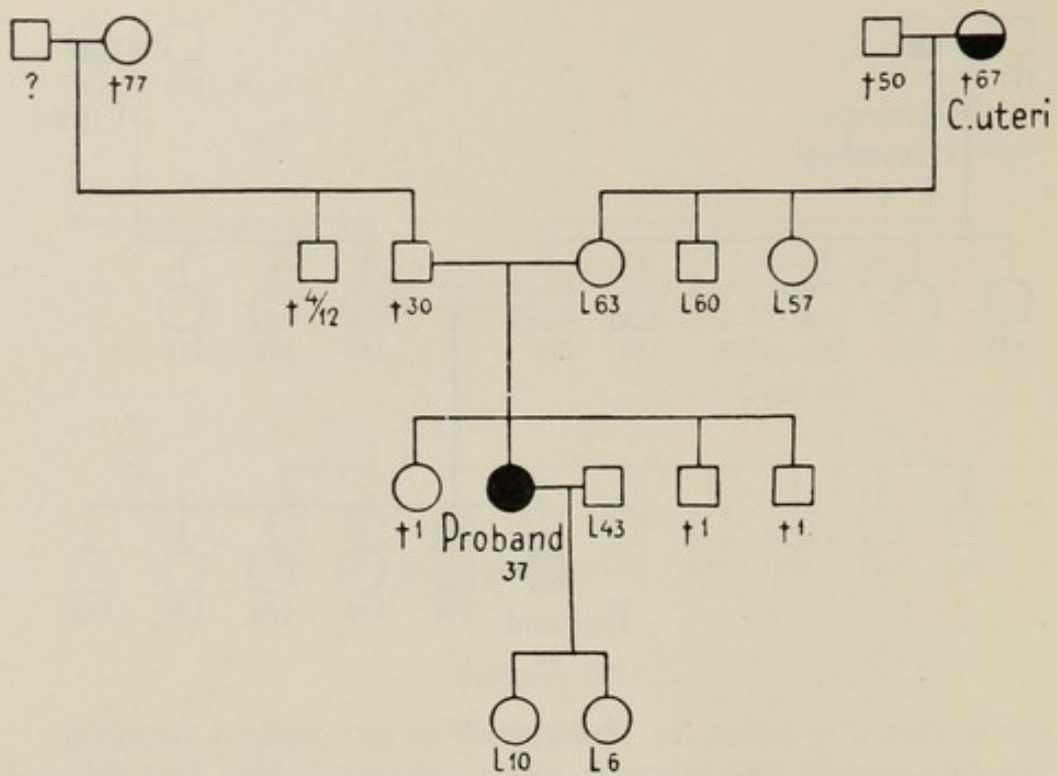 ? †77 †50 †67
C.uteri
†4/12 †30 L63 L60 L57
†1 Proband L43 †1 †1.
37
L10 L6